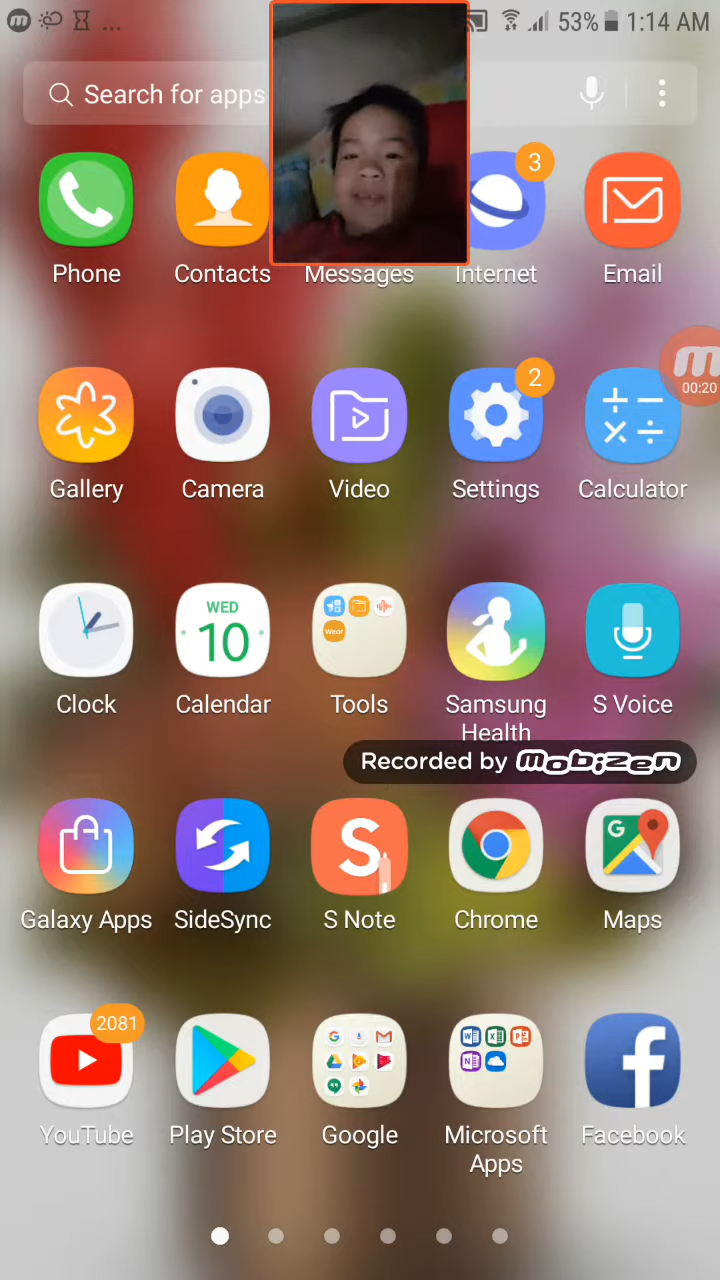 53% 1:14 AM
Search for apps
3
Phone Contacts Messages Internet Email
00:20
2
Gallery Camera Video Settings Calculator
WED
10
Wear
Clock Calendar Tools Samsung Health S Voice
Recorded by mobizen
S
G
Galaxy Apps SideSync S Note Chrome Maps
2081
YouTube Play Store Google Microsoft Apps Facebook